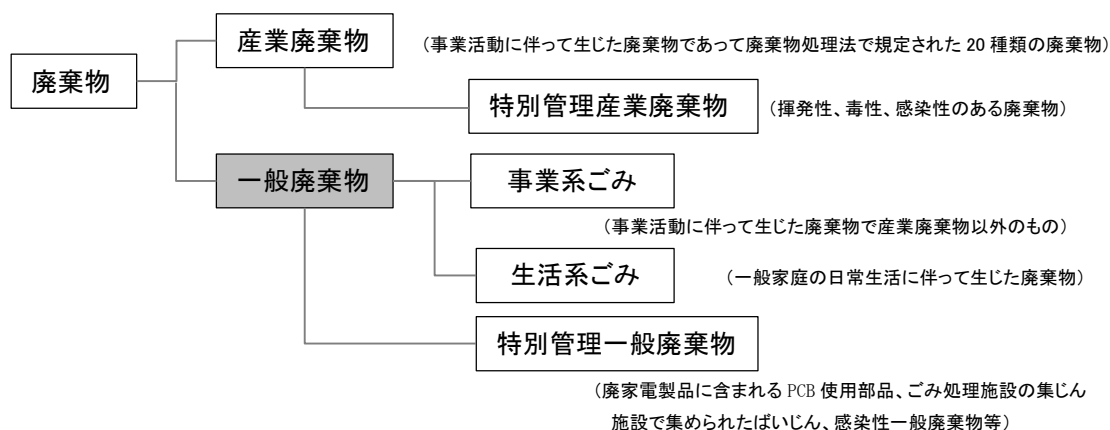 産業廃棄物
（事業活動に伴って生じた廃棄物であって廃棄物処理法で規定された 20 種類の廃棄物）
廃棄物
特別管理産業廃棄物
（揮発性、毒性、感染性のある廃棄物）
一般廃棄物
事業系ごみ
（事業活動に伴って生じた廃棄物で産業廃棄物以外のもの）
生活系ごみ
（一般家庭の日常生活に伴って生じた廃棄物）
特別管理一般廃棄物
（廃家電製品に含まれる PCB 使用部品、ごみ処理施設の集じん
施設で集められたばいじん、感染性一般廃棄物等）